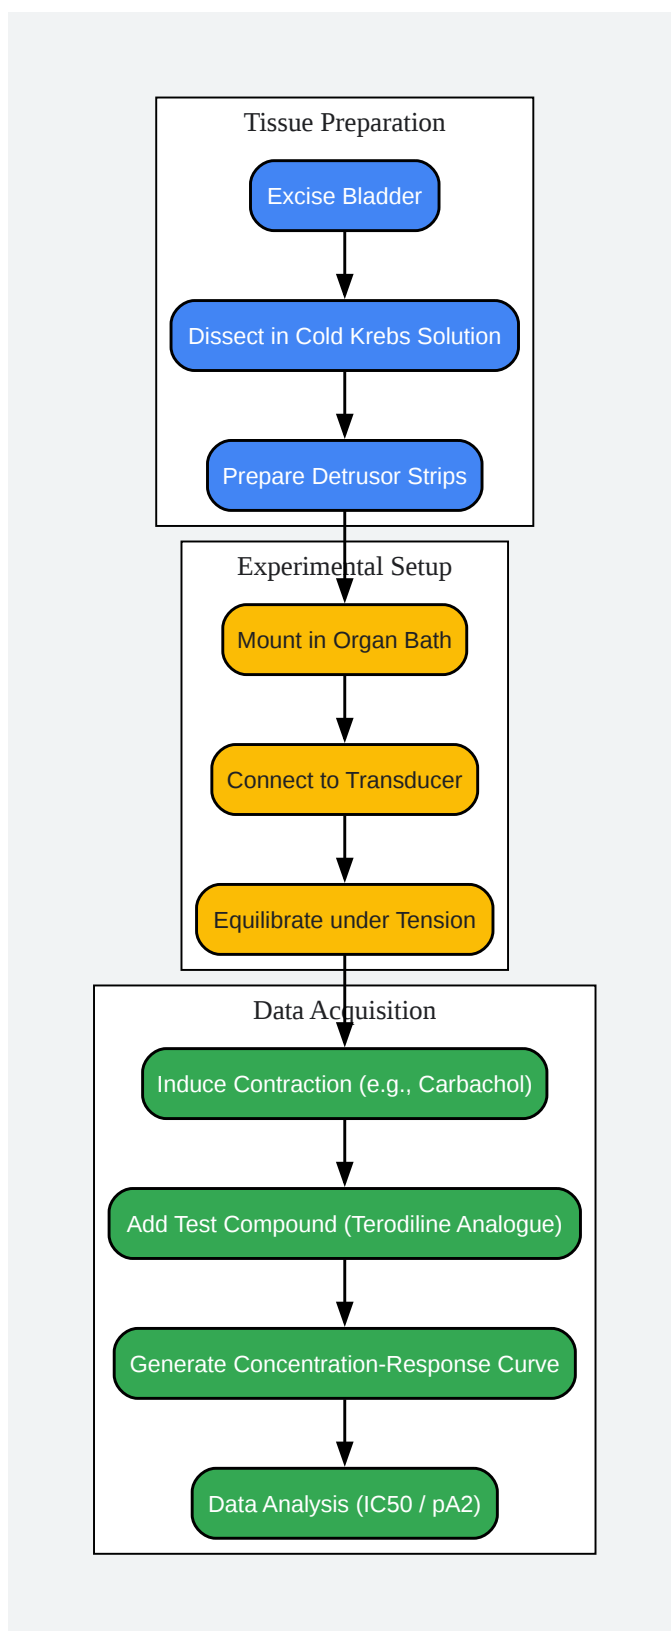 Tissue Preparation
Excise Bladder
Dissect in Cold Krebs Solution
Prepare Detrusor Strips
Experimental Setup
Mount in Organ Bath
Connect to Transducer
Equilibrate under Tension
Data Acquisition
Induce Contraction (e.g., Carbachol)
Add Test Compound (Terodiline Analogue)
Generate Concentration-Response Curve
Data Analysis (IC50 / pA2)